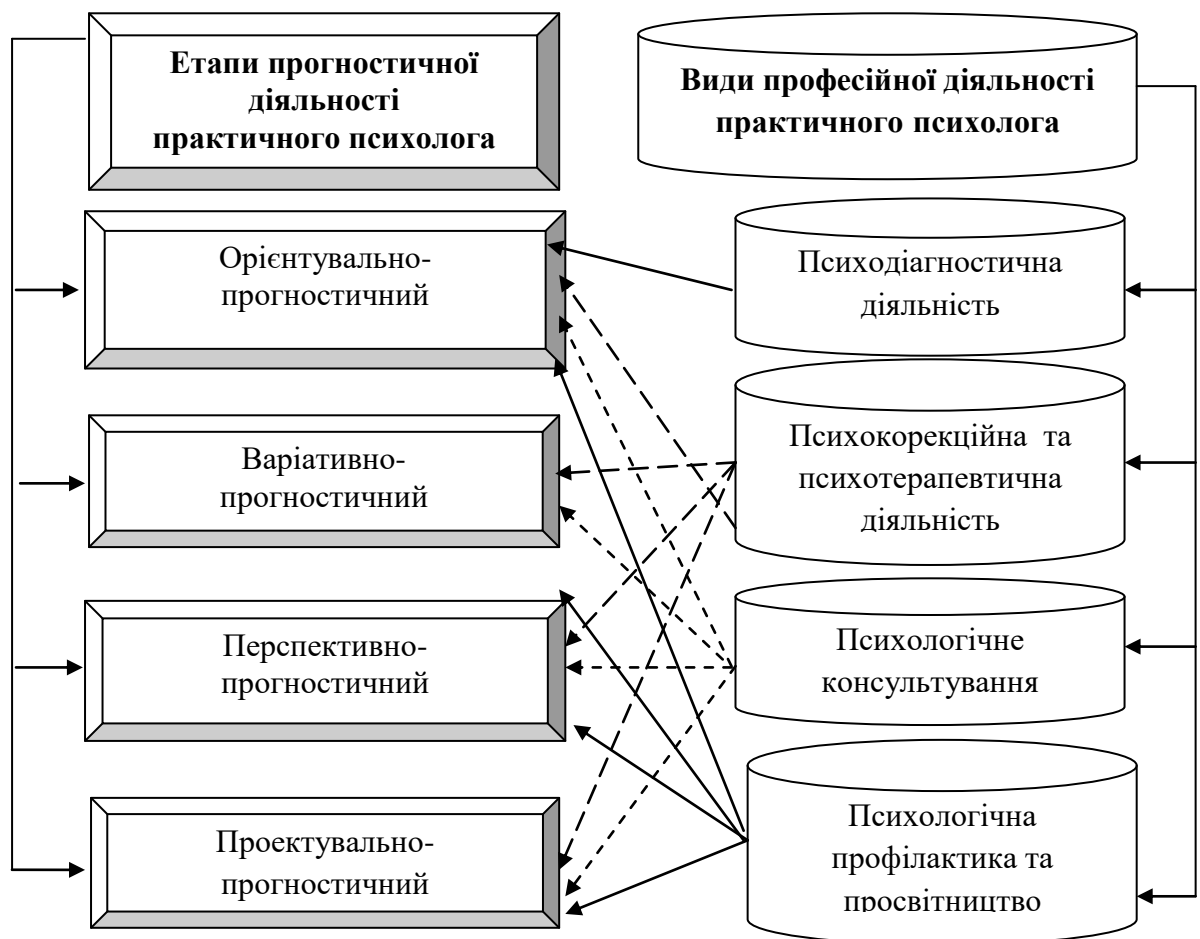 Етапи прогностичної
діяльності
практичного психолога
Види професійної діяльності
практичного психолога
Орієнтувально-
прогностичний
Психодіагностична
діяльність
Варіативно-
прогностичний
Психокорекційна та
психотерапевтична
діяльність
Перспективно-
прогностичний
Психологічне
консультування
Проектувально-
прогностичний
Психологічна
профілактика та
просвітництво